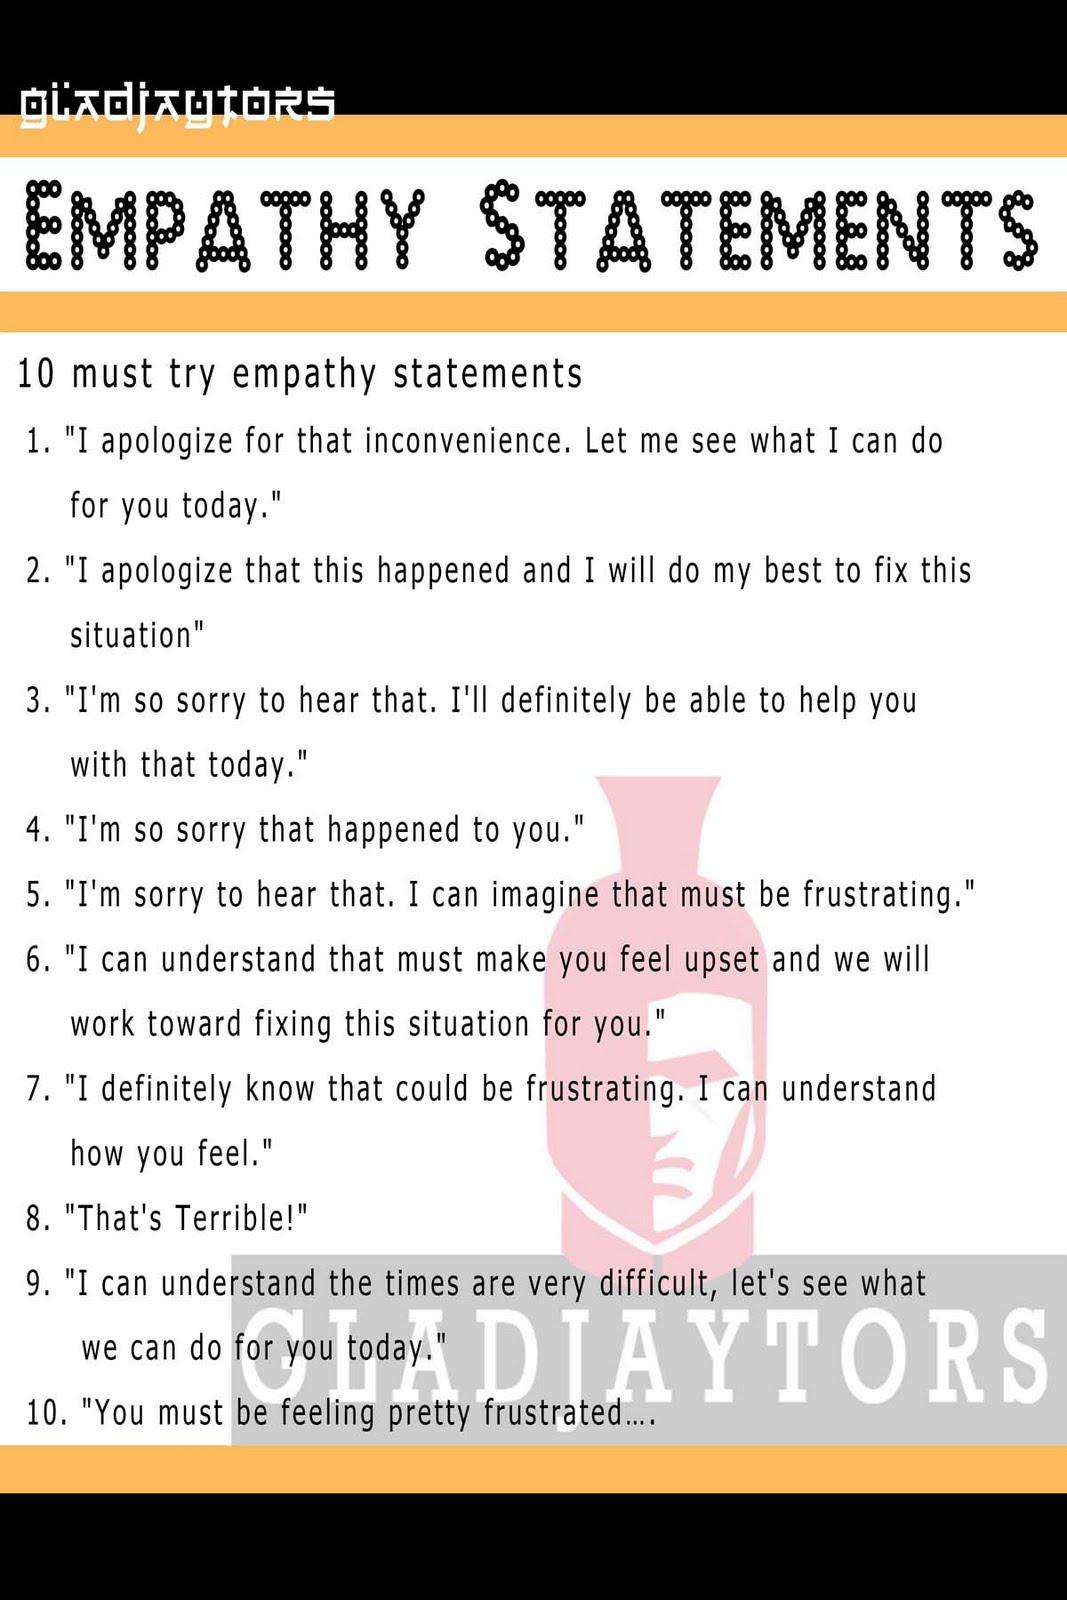 gladjaytors
EMPATHY STATEMENTS
10 must try empathy statements
1. "I apologize for that inconvenience. Let me see what I can do
for you today."
2. "I apologize that this happened and I will do my best to fix this
situation"
3. "I'm so sorry to hear that. I'll definitely be able to help you
with that today."
4. "I'm so sorry that happened to you."
5. "I'm sorry to hear that. I can imagine that must be frustrating."
6. "I can understand that must make you feel upset and we will
work toward fixing this situation for you."
7. "I definitely know that could be frustrating. I can understand
how you feel."
8. "That's Terrible!"
9. "I can understand the times are very difficult, let's see what
we can do for you today."
10. "You must be feeling pretty frustrated….
GLADJAYTORS